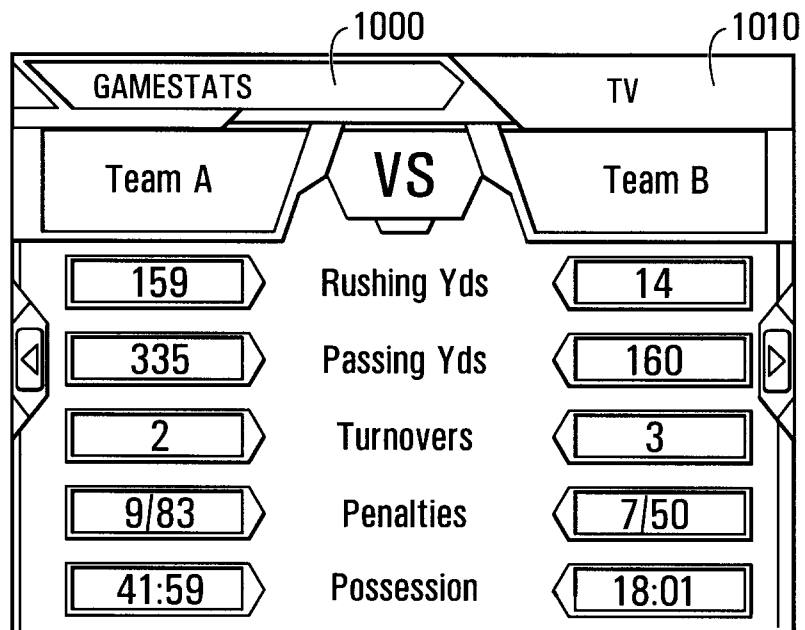 1000 1010
GAMESTATS TV
Team A VS Team B
159 Rushing Yds 14
335 Passing Yds 160
2 Turnovers 3
9/83 Penalties 7/50
41:59 Possession 18:01